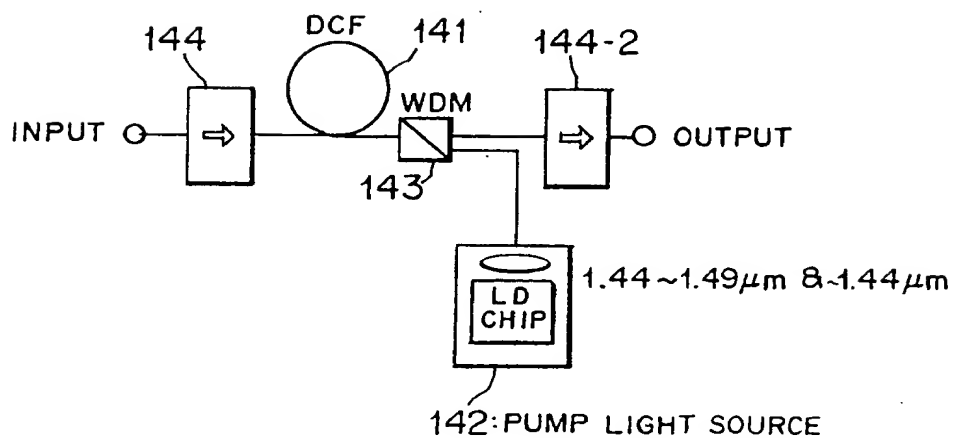 DCF
144
141
144-2
WDM
INPUT
OUTPUT
143
LD
CHIP
1.44~1.49μm &~1.44μm
142:PUMP LIGHT SOURCE